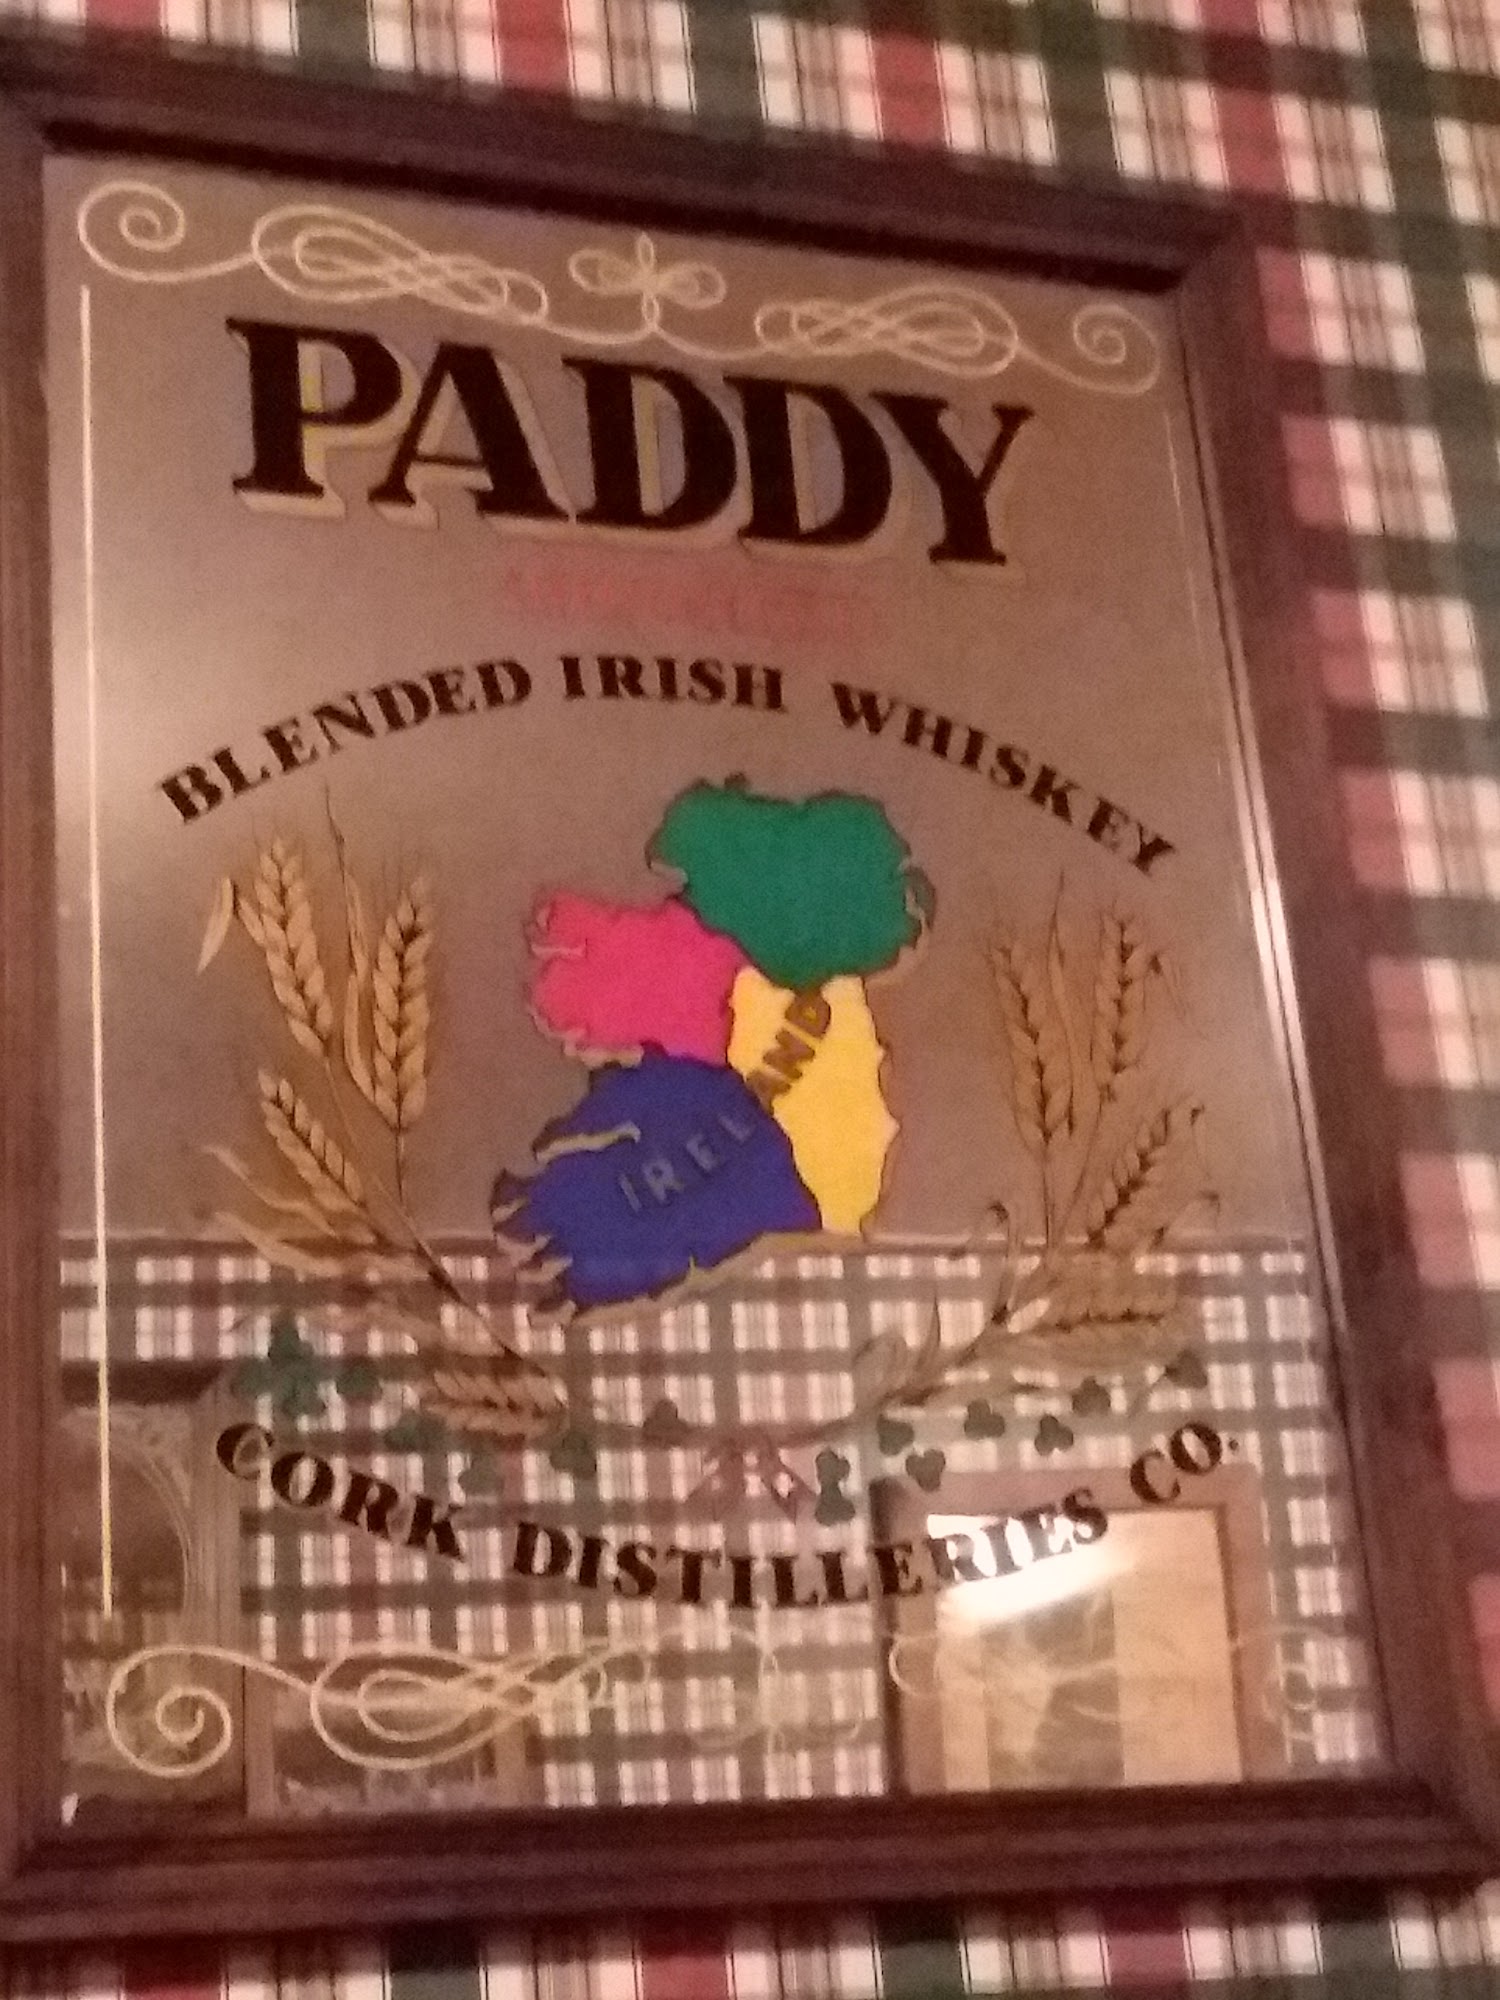 PADDY
BLENDED IRISH WHISKEY
IRELAND
CORK DISTILLERIES CO.